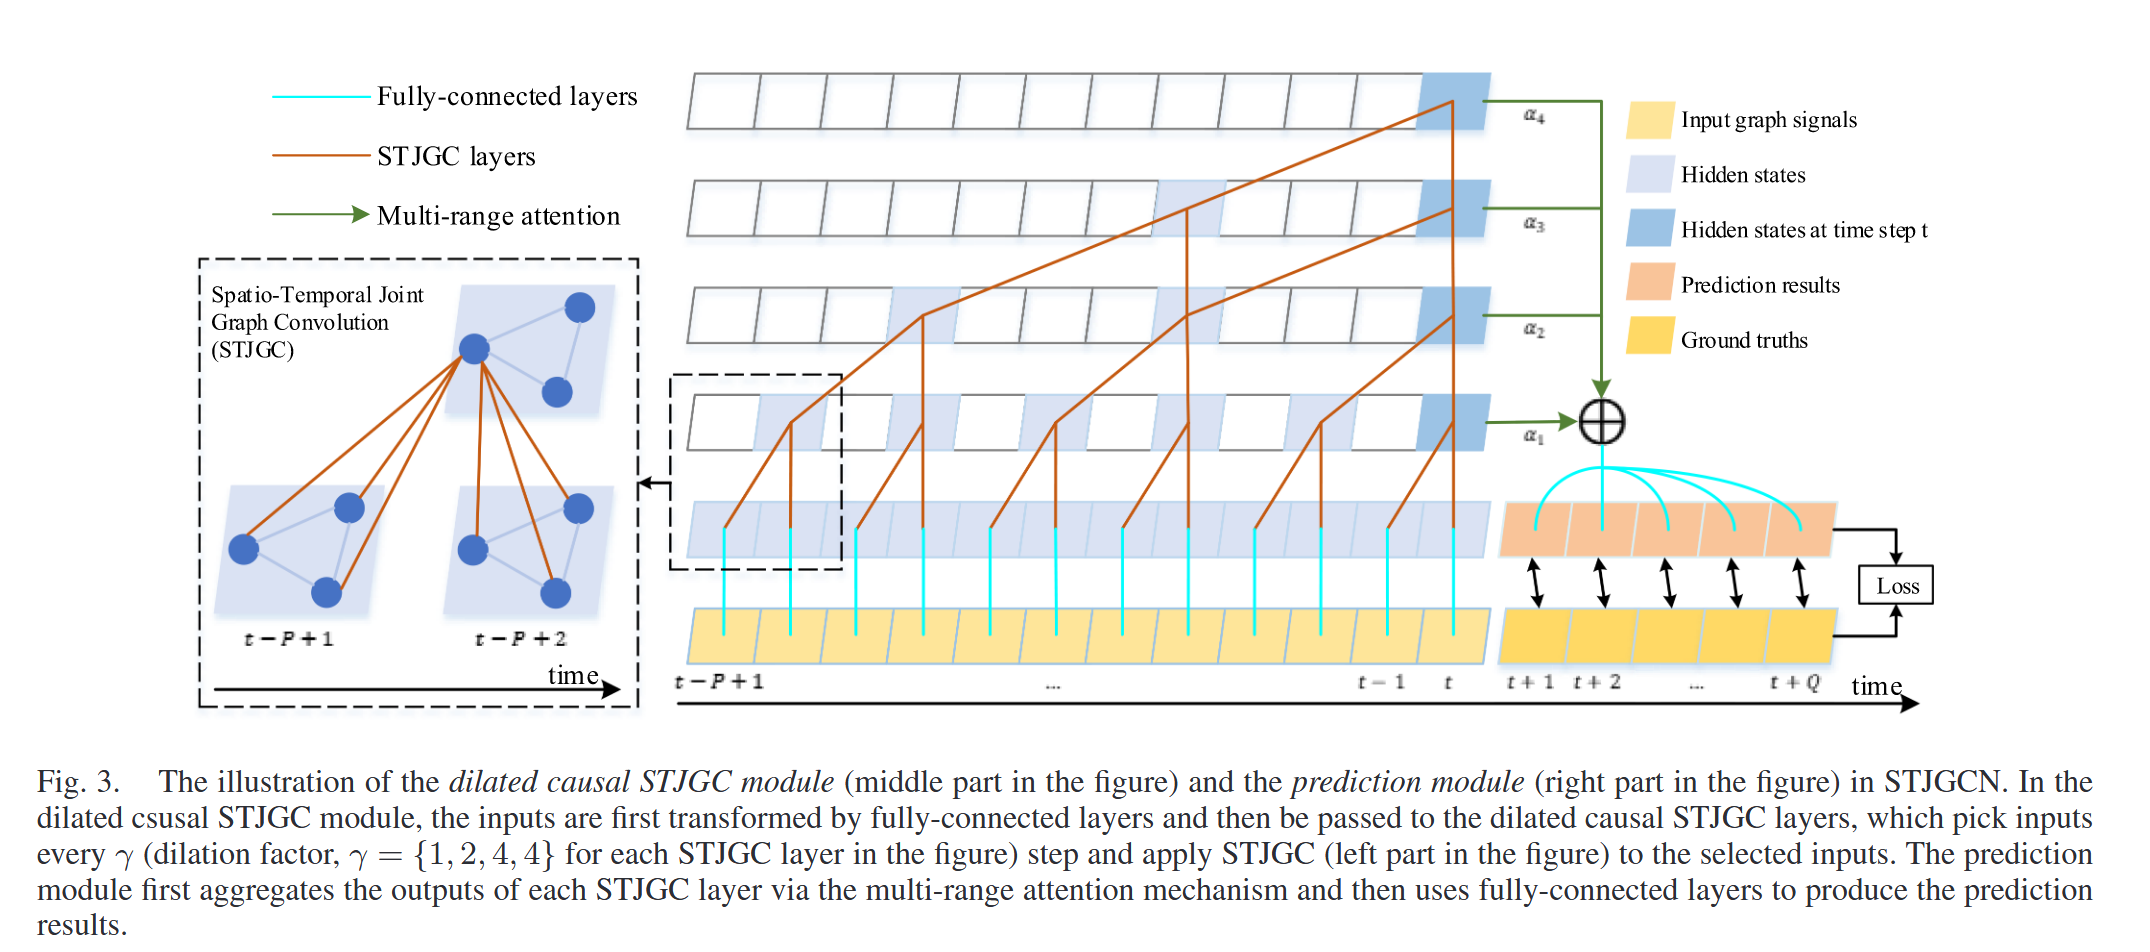 Fully-connected layers
STJGC layers
Multi-range attention
Spatio-Temporal Joint
Graph Convolution
(STJGC)
t − P + 1
t − P + 2
time
α4
α3
α2
α1
Input graph signals
Hidden states
Hidden states at time step t
Prediction results
Ground truths
Loss
t − P + 1
...
t − 1
t
t + 1
t + 2
...
t + Q
time
Fig. 3. The illustration of the dilated causal STJGC module (middle part in the figure) and the prediction module (right part in the figure) in STJGCN. In the
dilated csusal STJGC module, the inputs are first transformed by fully-connected layers and then be passed to the dilated causal STJGC layers, which pick inputs
every γ (dilation factor, γ = {1, 2, 4, 4} for each STJGC layer in the figure) step and apply STJGC (left part in the figure) to the selected inputs. The prediction
module first aggregates the outputs of each STJGC layer via the multi-range attention mechanism and then uses fully-connected layers to produce the prediction
results.